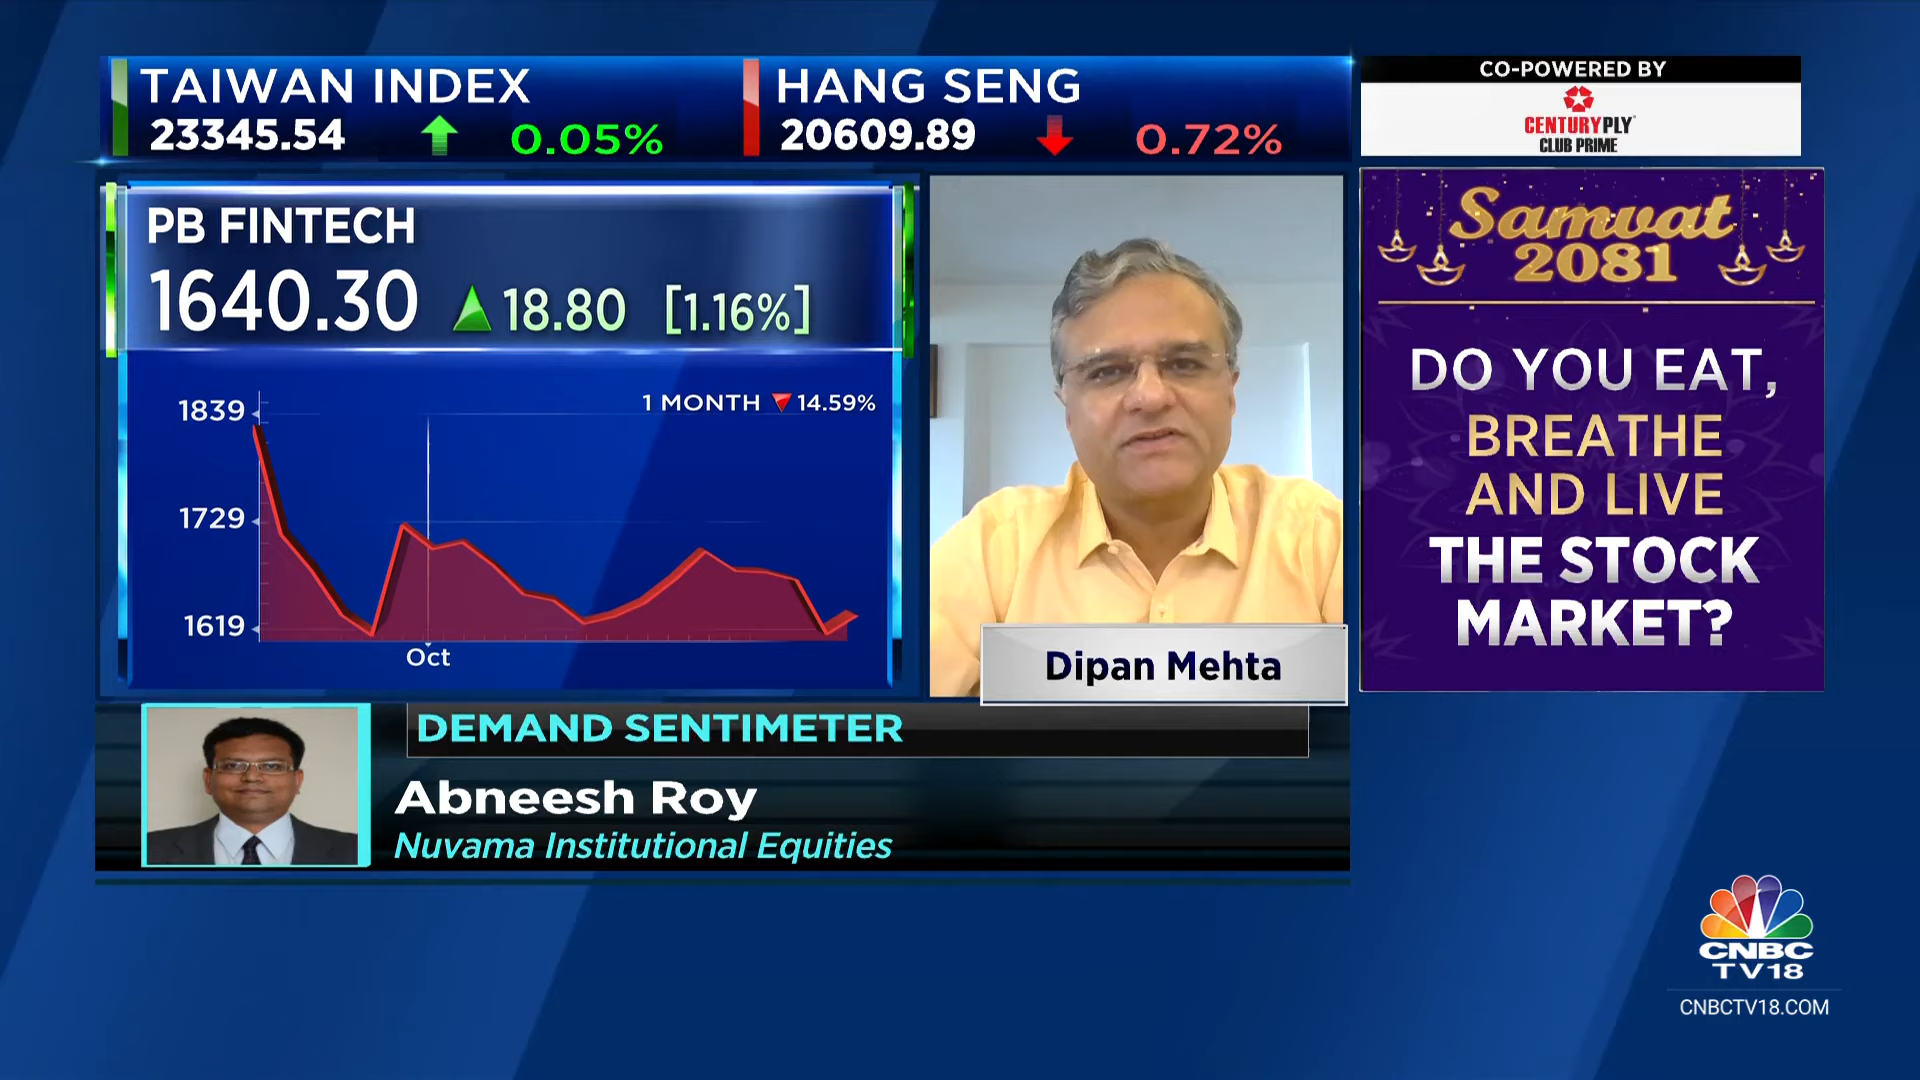 TAIWAN INDEX
23345.54 0.05%
HANG SENG
20609.89 0.72%
CO-POWERED BY
CENTURYPLY
CLUB PRIME
PB FINTECH
1640.30 18.80 [1.16%]
1 MONTH 14.59%
1839
1729
1619
Oct
Dipan Mehta
Samvat
2081
DO YOU EAT,
BREATHE
AND LIVE
THE STOCK
MARKET?
DEMAND SENTIMETER
Abneesh Roy
Nuvama Institutional Equities
CNBC
TV18
CNBCTV18.COM